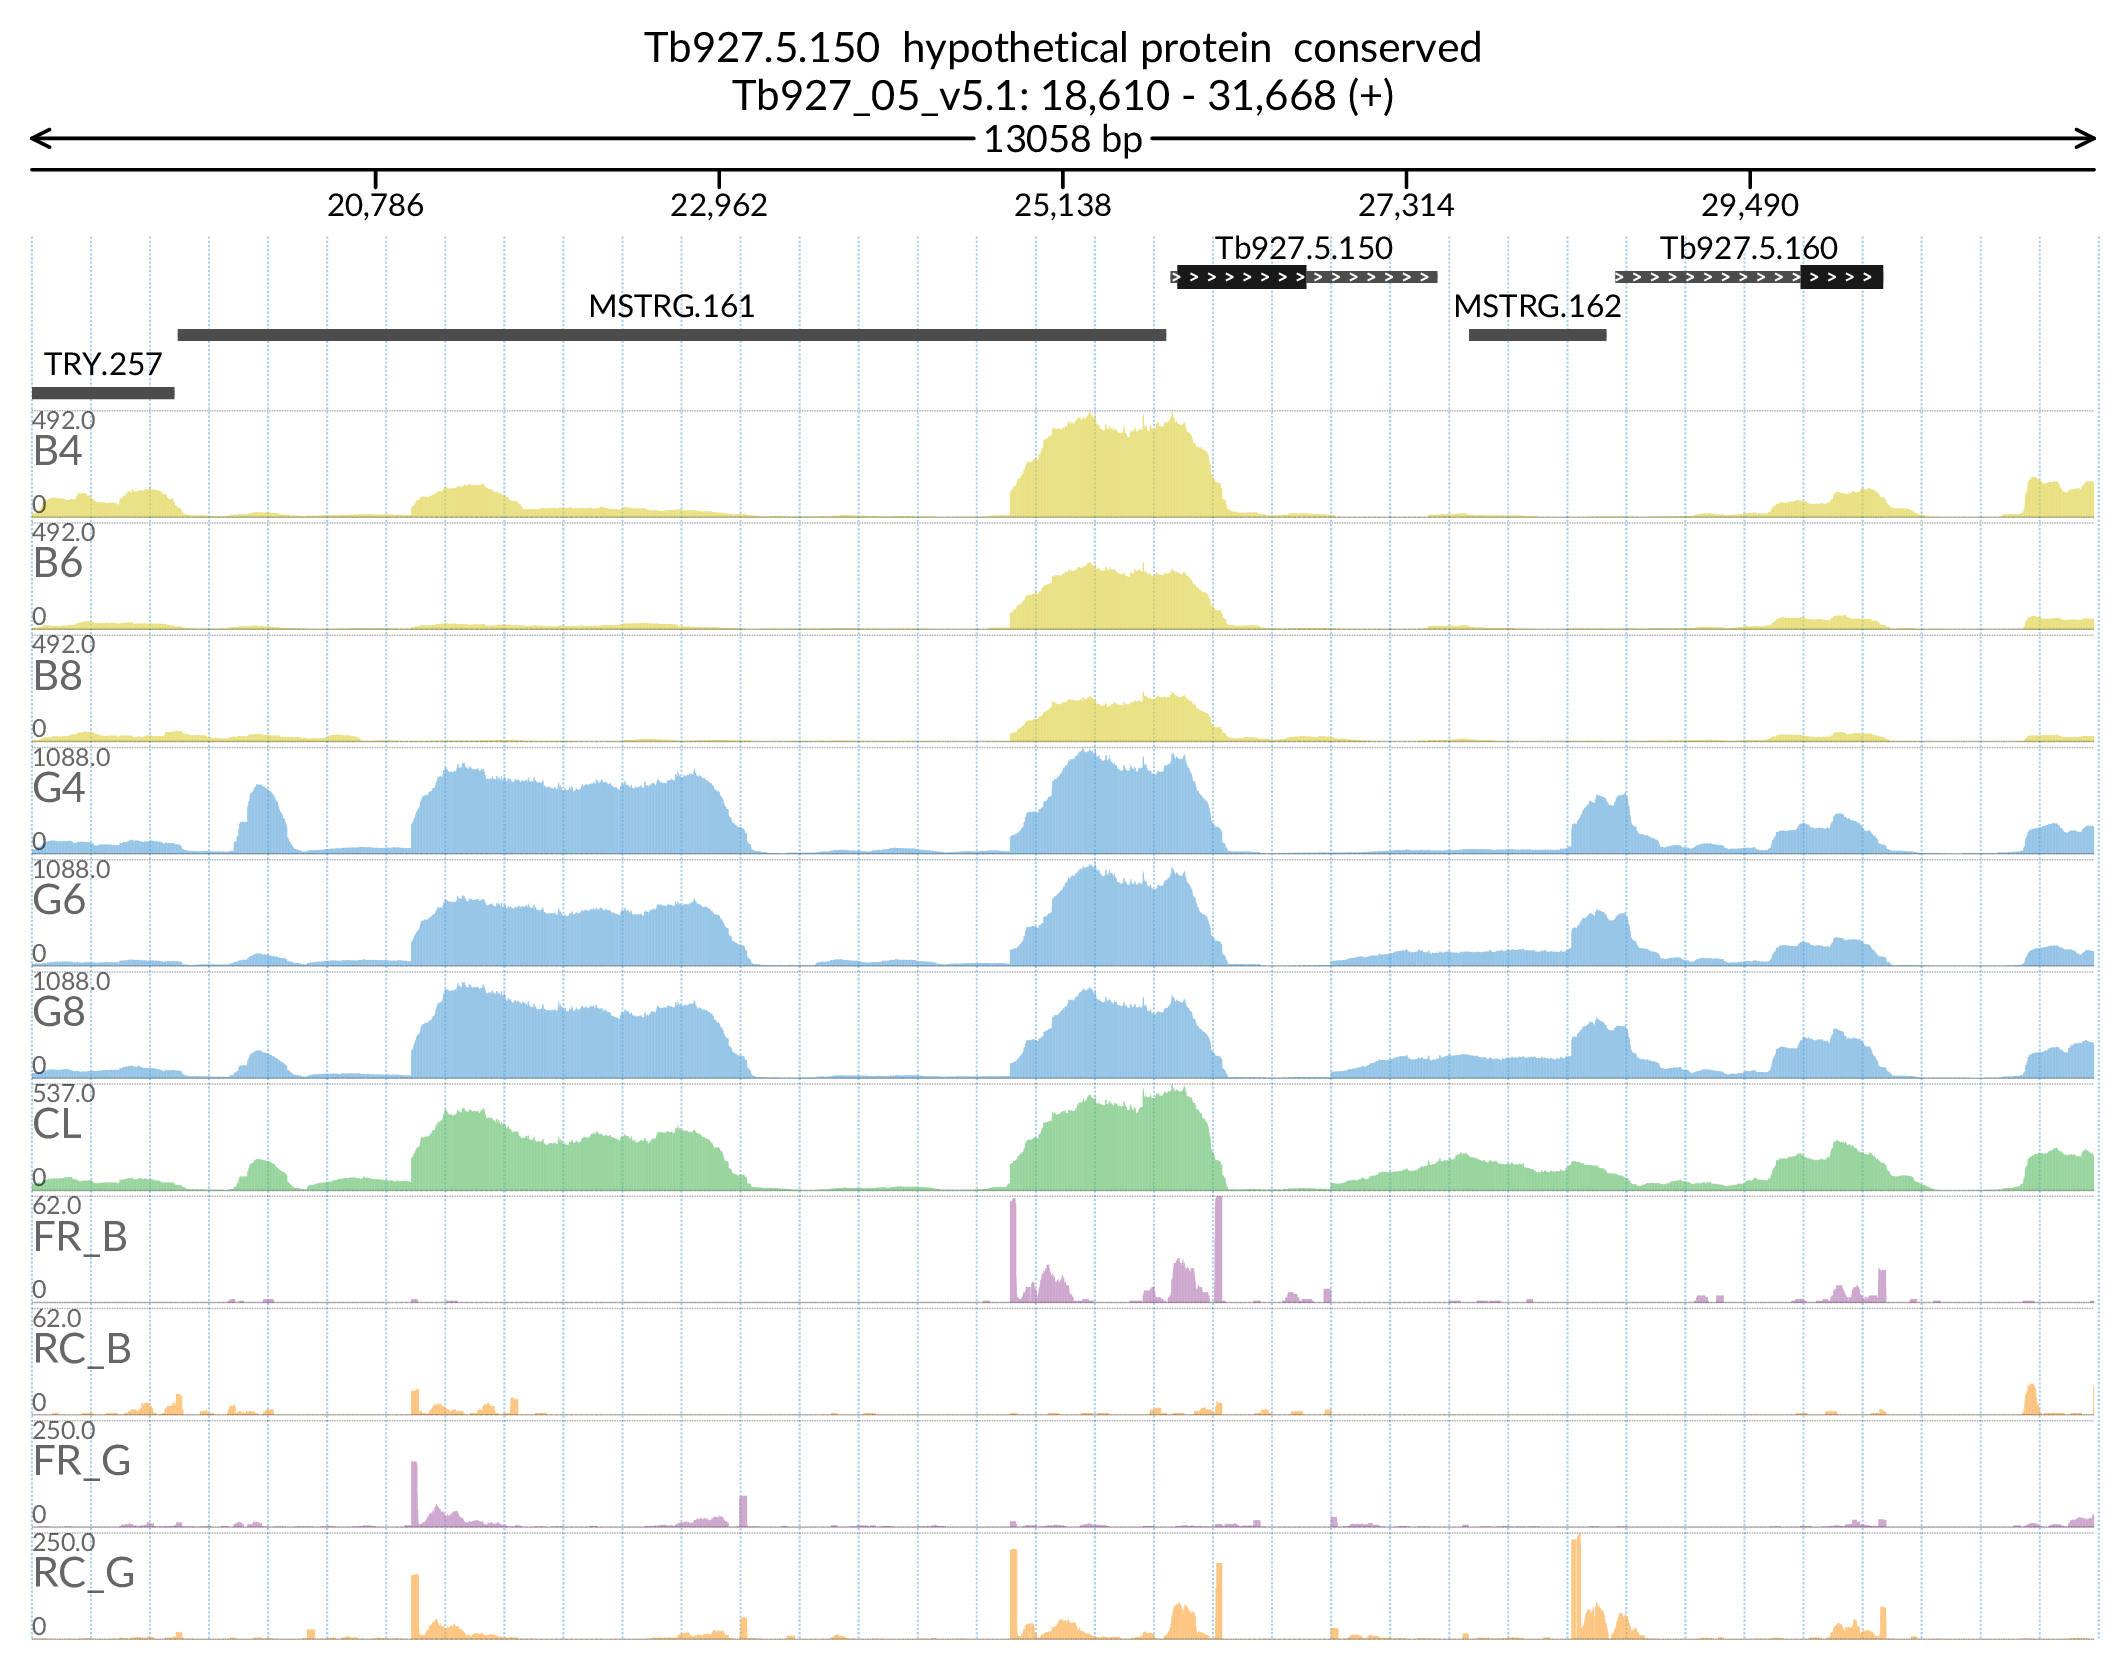 Tb927.5.150  hypothetical protein  conserved
Tb927_05_v5.1: 18,610 - 31,668 (+)
13058 bp
20,786 22,962 25,138 27,314 29,490
Tb927.5.150 Tb927.5.160
MSTRG.161 MSTRG.162
TRY.257
492.0
B4
0
492.0
B6
0
492.0
B8
0
1088.0
G4
0
1088.0
G6
0
1088.0
G8
0
537.0
CL
0
62.0
FR_B
0
62.0
RC_B
0
250.0
FR_G
0
250.0
RC_G
0